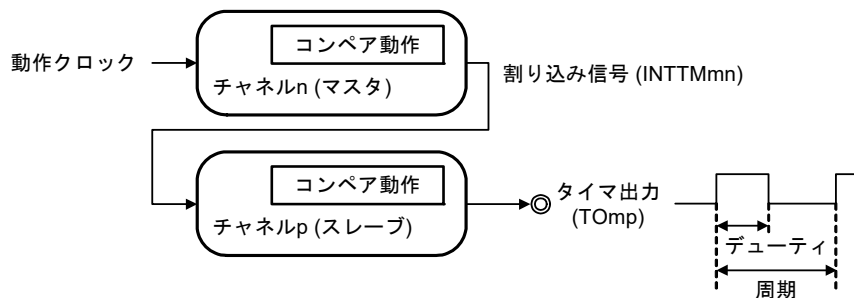 コンペア動作
動作クロック
チャネルn (マスタ)
割り込み信号 (INTTMmn)
コンペア動作
チャネルp (スレーブ)
タイマ出力
(TOmp)
デューティ
周期